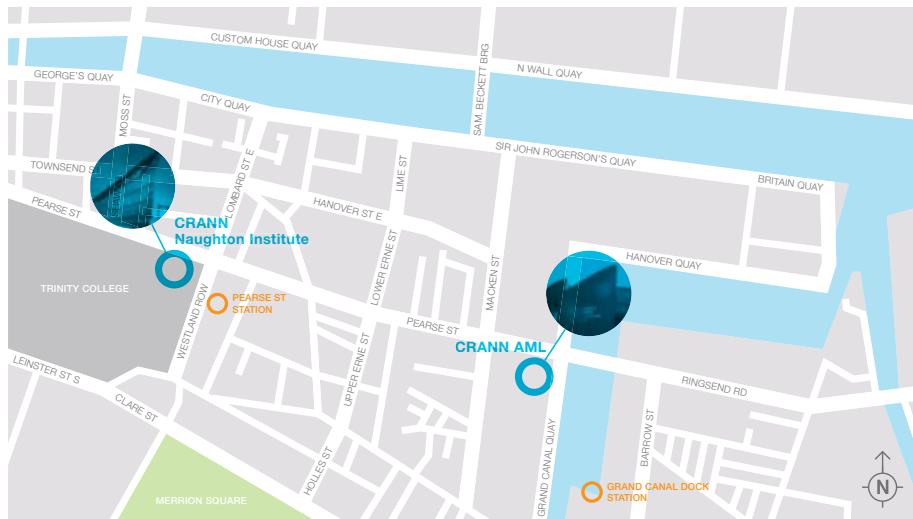 CUSTOM HOUSE QUAY
N WALL QUAY
GEORGE'S QUAY
CITY QUAY
MOSS ST
SAM. BECKETT BRG
SIR JOHN ROGERSON'S QUAY
BRITAIN QUAY
TOWNSEND S
LOMBARD ST E
LIME ST
PEARSE ST
HANOVER ST E
CRANN
Naughton Institute
HANOVER QUAY
TRINITY COLLEGE
WESTLAND ROW
PEARSE ST
STATION
LOWER ERNE ST
MACKEN ST
PEARSE ST
CRANN AML
LEINSTER ST S
CLARE ST
UPPER ERNE ST
RINGSEND RD
HOLLES ST
GRAND CANAL QUAY
BARROW ST
MERRION SQUARE
GRAND CANAL DOCK
STATION
N